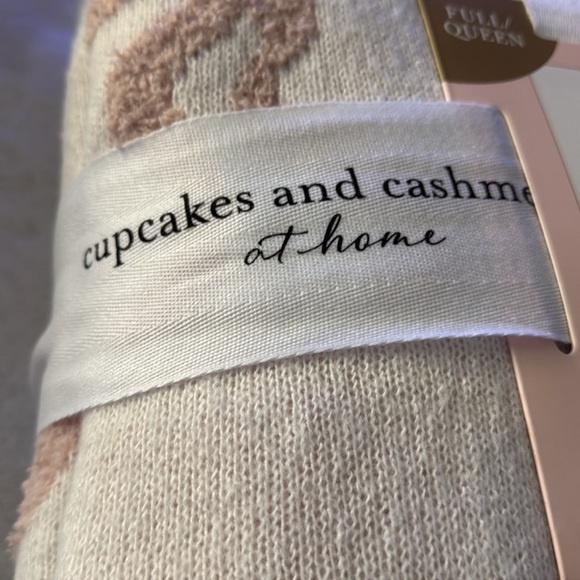 FULL/
QUEEN
cupcakes and cashme
at home